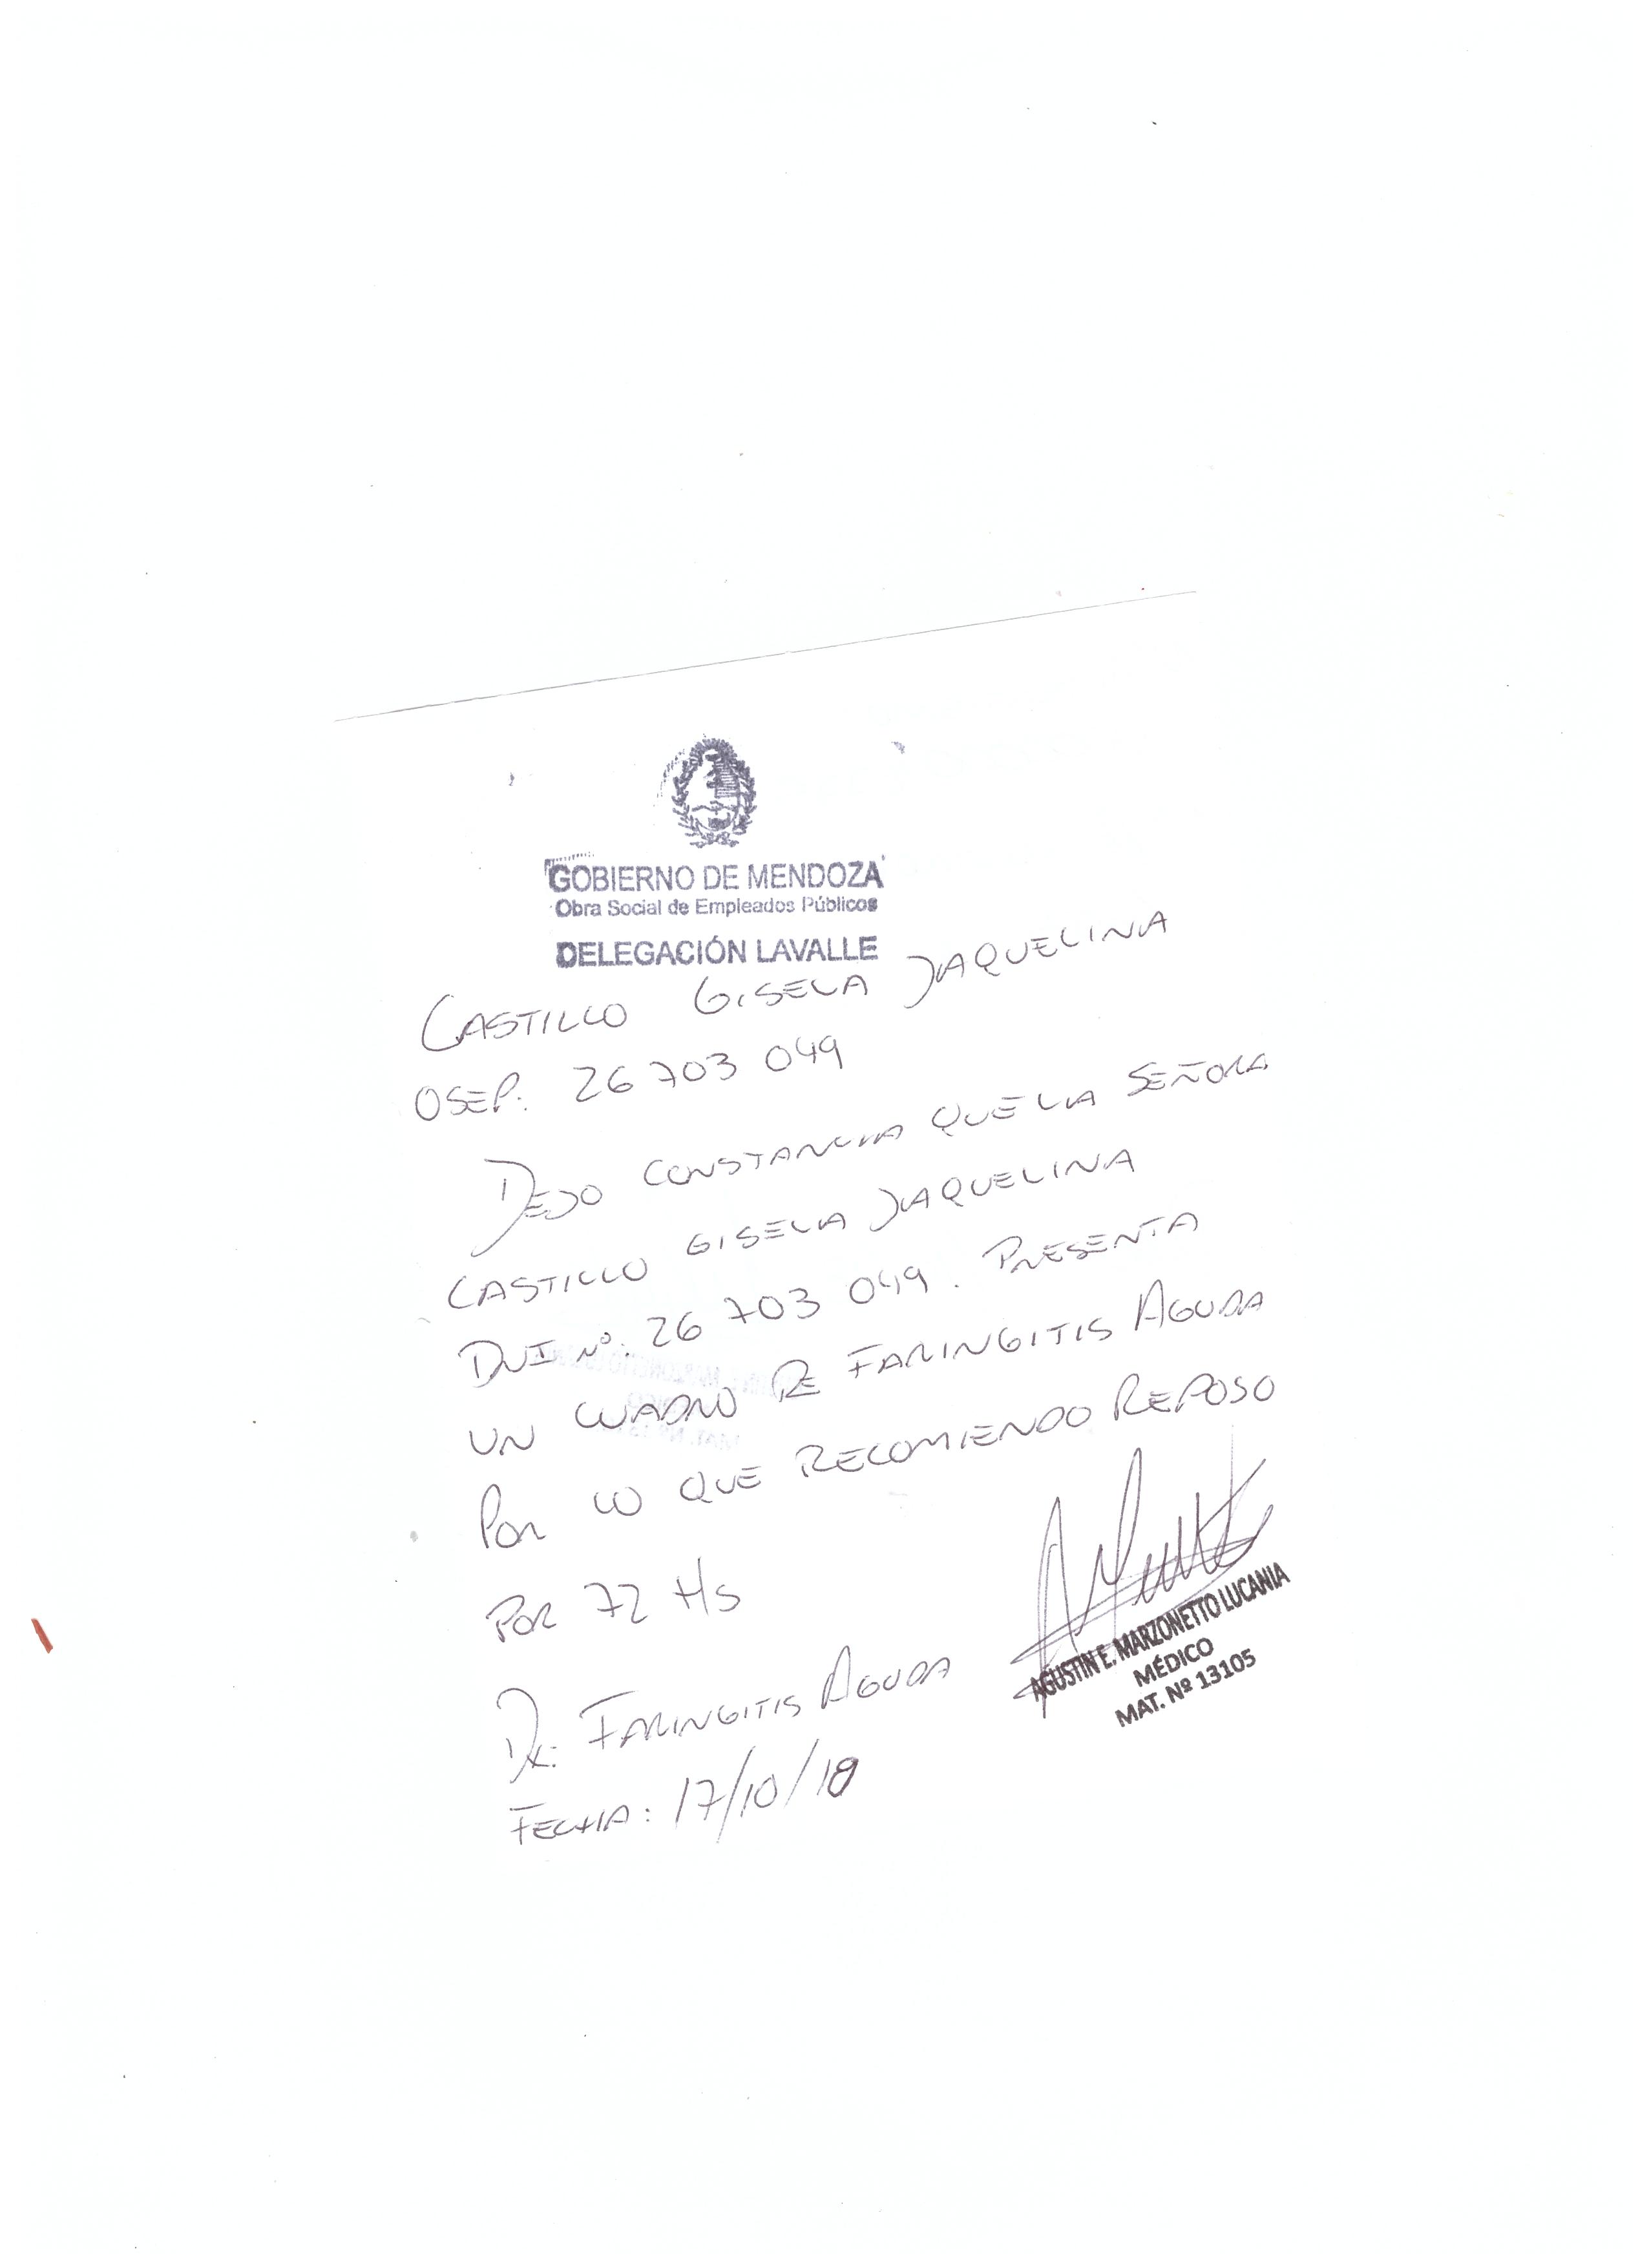 GOBIERNO DE MENDOZA
Obra Social de Empleados Públicos
DELEGACIÓN LAVALLE
CASTILLO GISELA JAQUELINA
OSEP: 26 703 049
DEJO CONSTANCIA QUE LA SEÑORA
CASTILLO GISELA JAQUELINA
DNI Nº: 26 703 049. PRESENTA
UN CUADRO DE FARINGITIS AGUDA
POR LO QUE RECOMIENDO REPOSO
POR 72 HS
AGUSTIN E. MARZONETTO LUCANIA
MÉDICO
MAT. Nº 13105
DX: FARINGITIS AGUDA
FECHA: 17/10/18